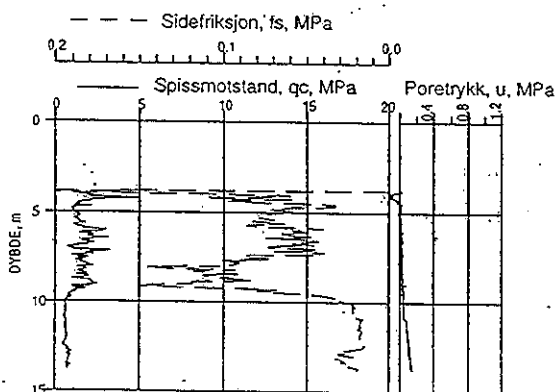 Sidefriksjon, fs, MPa
0,2 0,1 0,0
Spissmotstand, qc, MPa Poretrykk, u, MPa
0 5 10 15 20 0,4 0,8 1,2
0
5
DYBDE, m
10
15